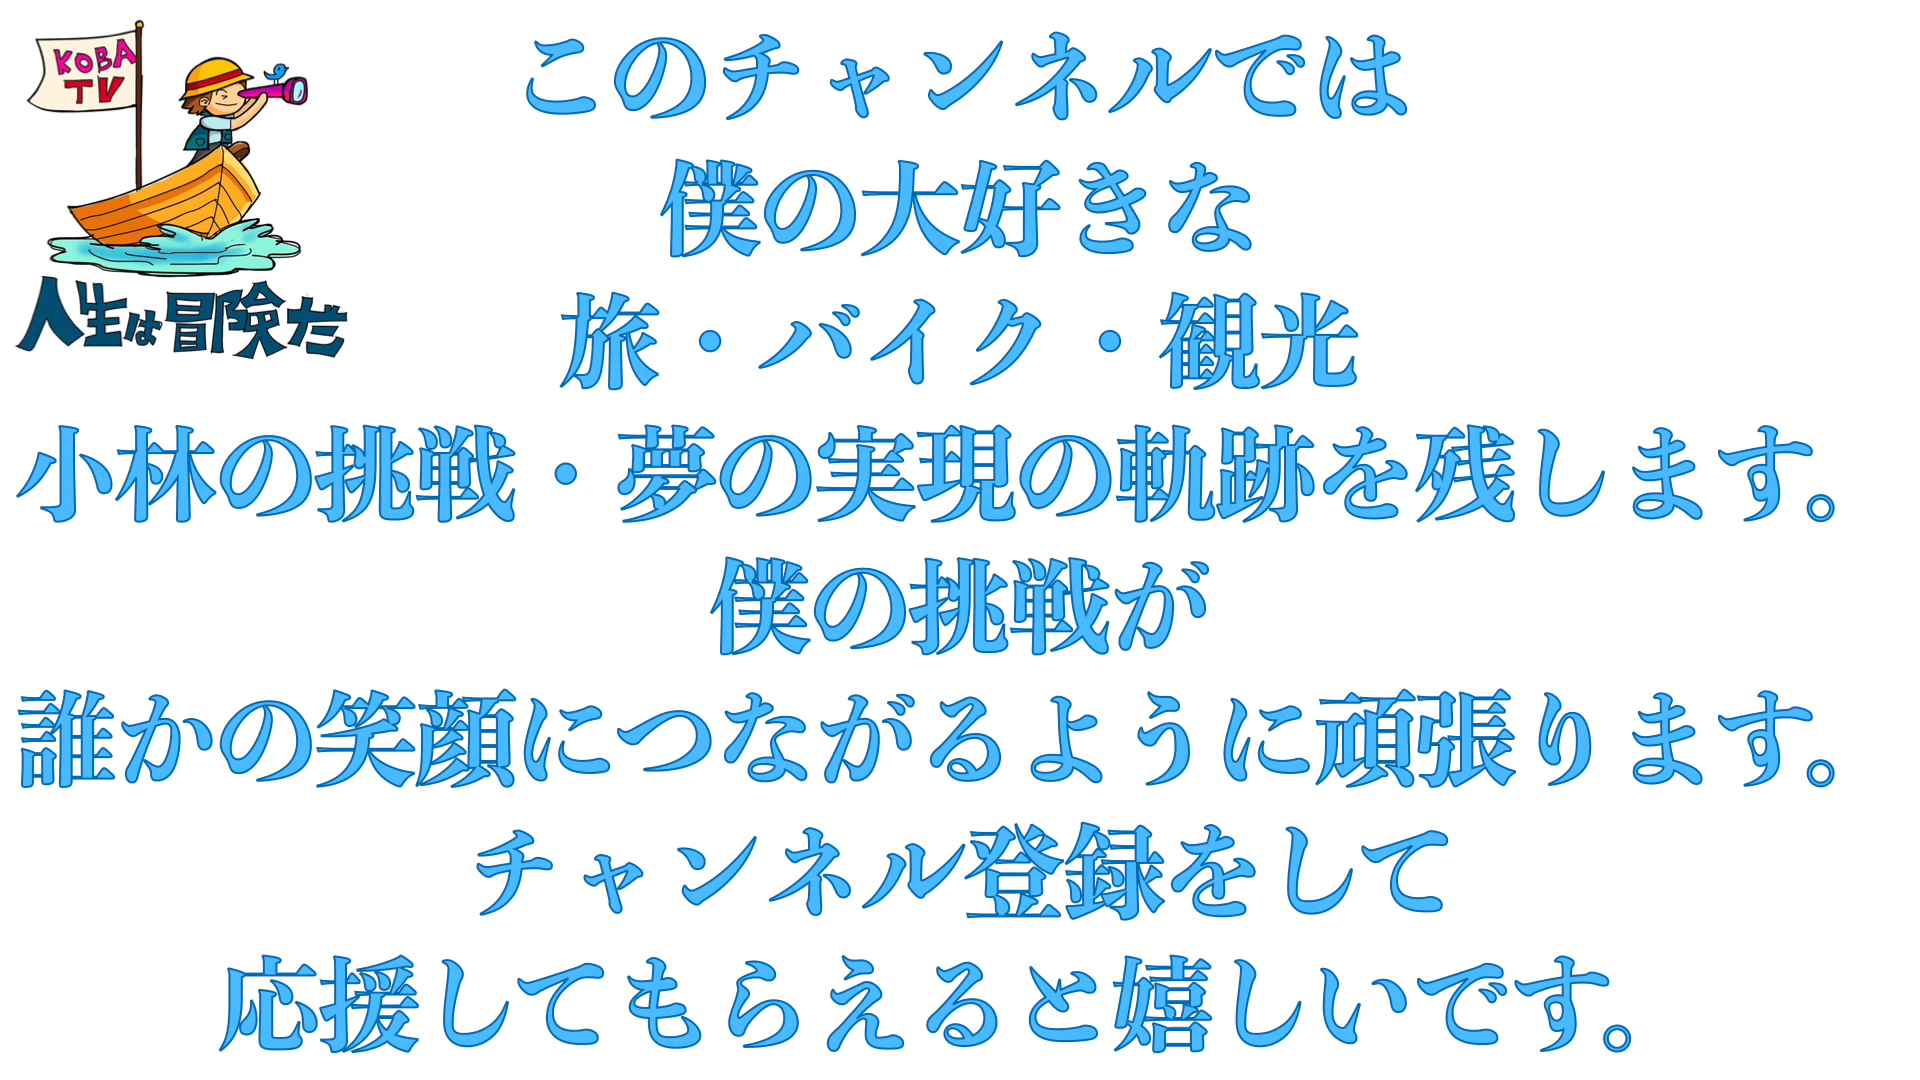 KOBA
TV
人生は冒険だ
このチャンネルでは
僕の大好きな
旅・バイク・観光
小林の挑戦・夢の実現の軌跡を残します。
僕の挑戦が
誰かの笑顔につながるように頑張ります。
チャンネル登録をして
応援してもらえると嬉しいです。